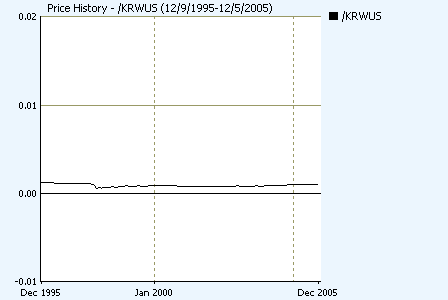 Price History - /KRWUS (12/9/1995-12/5/2005)
/KRWUS
0.02
0.01
0.00
-0.01
Dec 1995 Jan 2000 Dec 2005